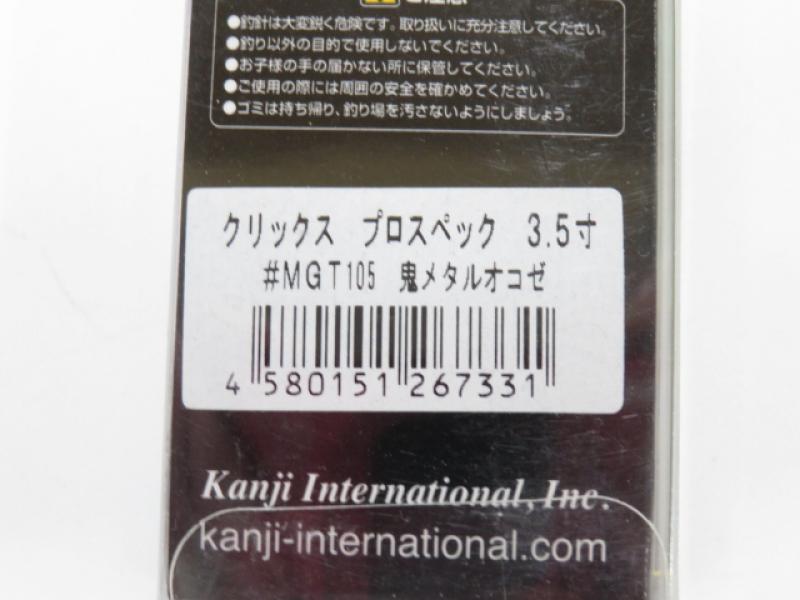 ご注意
●釣針は大変鋭く危険です。取り扱いに充分注意してください。
●釣り以外の目的で使用しないでください。
●お子様の手の届かない所に保管してください。
●ご使用の際には周囲の安全を確かめてください。
●ゴミは持ち帰り、釣り場を汚さないようにしましょう。
クリックス プロスペック 3.5寸
#MGT105 鬼メタルオコゼ
4 580151 267331
Kanji International, Inc.
kanji-international.com